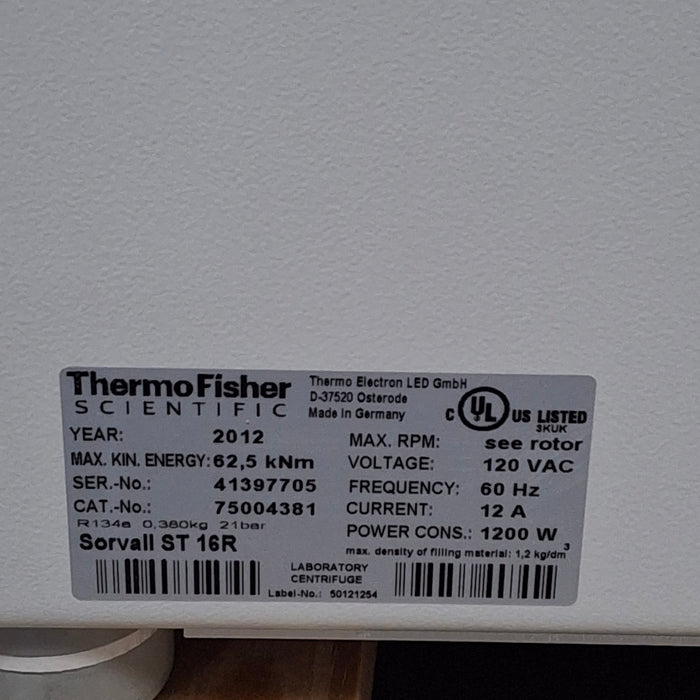 ThermoFisher
SCIENTIFIC
Thermo Electron LED GmbH
D-37520 Osterode
Made in Germany
C UL US LISTED
3KUK
YEAR: 2012
MAX. KIN. ENERGY: 62,5 kNm
SER.-No.: 41397705
CAT.-No.: 75004381
R134a 0,380kg 21bar
Sorvall ST 16R
MAX. RPM: see rotor
VOLTAGE: 120 VAC
FREQUENCY: 60 Hz
CURRENT: 12 A
POWER CONS.: 1200 W
max. density of filling material: 1,2 kg/dm³
LABORATORY
CENTRIFUGE
Label-No.: 50121254